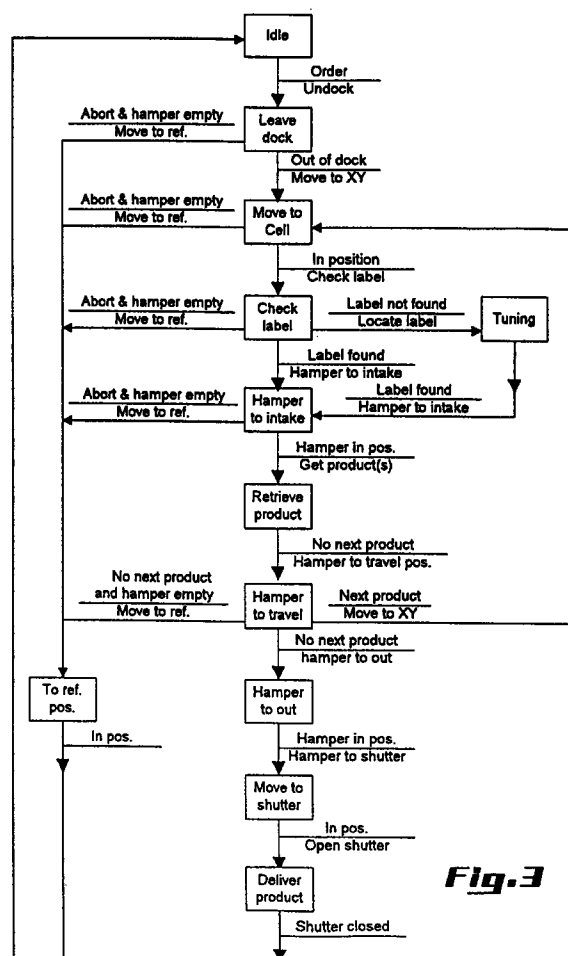 Idle
Order
Undock
Abort & hamper empty
Move to ref.
Leave
dock
Out of dock
Move to XY
Abort & hamper empty
Move to ref.
Move to
Cell
In position
Check label
Abort & hamper empty
Move to ref.
Check
label
Label not found
Locate label
Tuning
Label found
Hamper to intake
Abort & hamper empty
Move to ref.
Hamper
to intake
Label found
Hamper to intake
Hamper in pos.
Get product(s)
Retrieve
product
No next product
Hamper to travel pos.
No next product
and hamper empty
Move to ref.
Hamper
to travel
Next product
Move to XY
No next product
hamper to out
To ref.
pos.
Hamper
to out
In pos.
Hamper in pos.
Hamper to shutter
Move to
shutter
In pos.
Open shutter
Deliver
product
Fig.3
Shutter closed